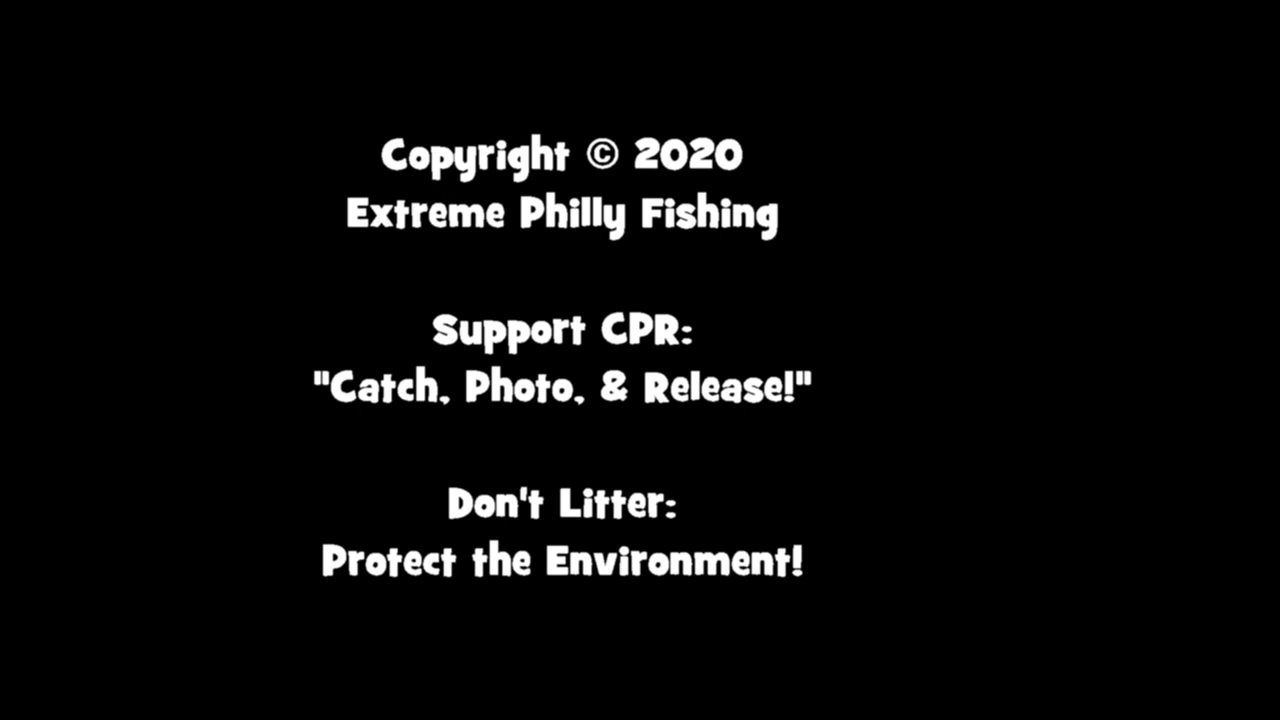 Copyright © 2020
Extreme Philly Fishing
Support CPR:
"Catch, Photo, & Release!"
Don't Litter:
Protect the Environment!